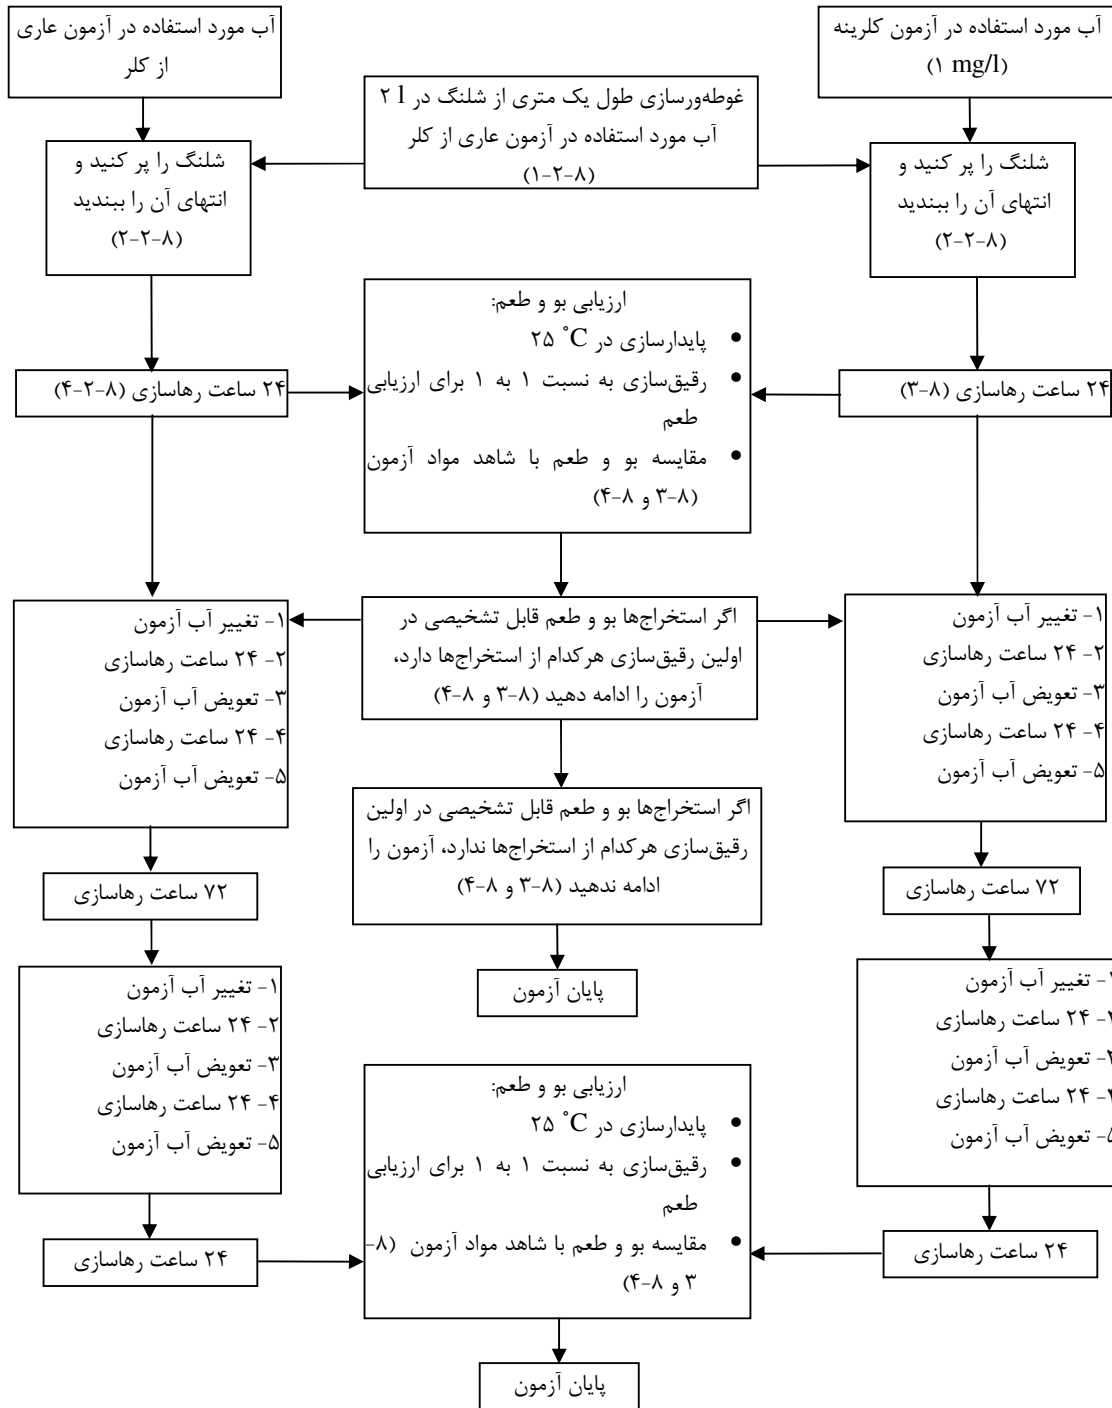 آب مورد استفاده در آزمون کلرینه
(۱ mg/l)
آب مورد استفاده در آزمون عاری
از کلر
غوطه‌ورسازی طول یک متری از شلنگ در ۲ l
آب مورد استفاده در آزمون عاری از کلر
(۸-۲-۱)
شلنگ را پر کنید و
انتهای آن را ببندید
(۸-۲-۲)
شلنگ را پر کنید و
انتهای آن را ببندید
(۸-۲-۲)
ارزیابی بو و طعم:
• پایدارسازی در ۲۵ °C
• رقیق‌سازی به نسبت ۱ به ۱ برای ارزیابی
طعم
• مقایسه بو و طعم با شاهد مواد آزمون
(۸-۳ و ۸-۴)
۲۴ ساعت رهاسازی (۸-۳)
۲۴ ساعت رهاسازی (۸-۲-۴)
۱- تغییر آب آزمون
۲- ۲۴ ساعت رهاسازی
۳- تعویض آب آزمون
۴- ۲۴ ساعت رهاسازی
۵- تعویض آب آزمون
اگر استخراج‌ها بو و طعم قابل تشخیصی در
اولین رقیق‌سازی هرکدام از استخراج‌ها دارد،
آزمون را ادامه دهید (۸-۳ و ۸-۴)
۱- تغییر آب آزمون
۲- ۲۴ ساعت رهاسازی
۳- تعویض آب آزمون
۴- ۲۴ ساعت رهاسازی
۵- تعویض آب آزمون
اگر استخراج‌ها بو و طعم قابل تشخیصی در اولین
رقیق‌سازی هرکدام از استخراج‌ها ندارد، آزمون را
ادامه ندهید (۸-۳ و ۸-۴)
۷۲ ساعت رهاسازی
۷۲ ساعت رهاسازی
پایان آزمون
۱- تغییر آب آزمون
۲- ۲۴ ساعت رهاسازی
۳- تعویض آب آزمون
۴- ۲۴ ساعت رهاسازی
۵- تعویض آب آزمون
۱- تغییر آب آزمون
۲- ۲۴ ساعت رهاسازی
۳- تعویض آب آزمون
۴- ۲۴ ساعت رهاسازی
۵- تعویض آب آزمون
ارزیابی بو و طعم:
• پایدارسازی در ۲۵ °C
• رقیق‌سازی به نسبت ۱ به ۱ برای ارزیابی
طعم
• مقایسه بو و طعم با شاهد مواد آزمون (۸-
۳ و ۸-۴)
۲۴ ساعت رهاسازی
۲۴ ساعت رهاسازی
پایان آزمون